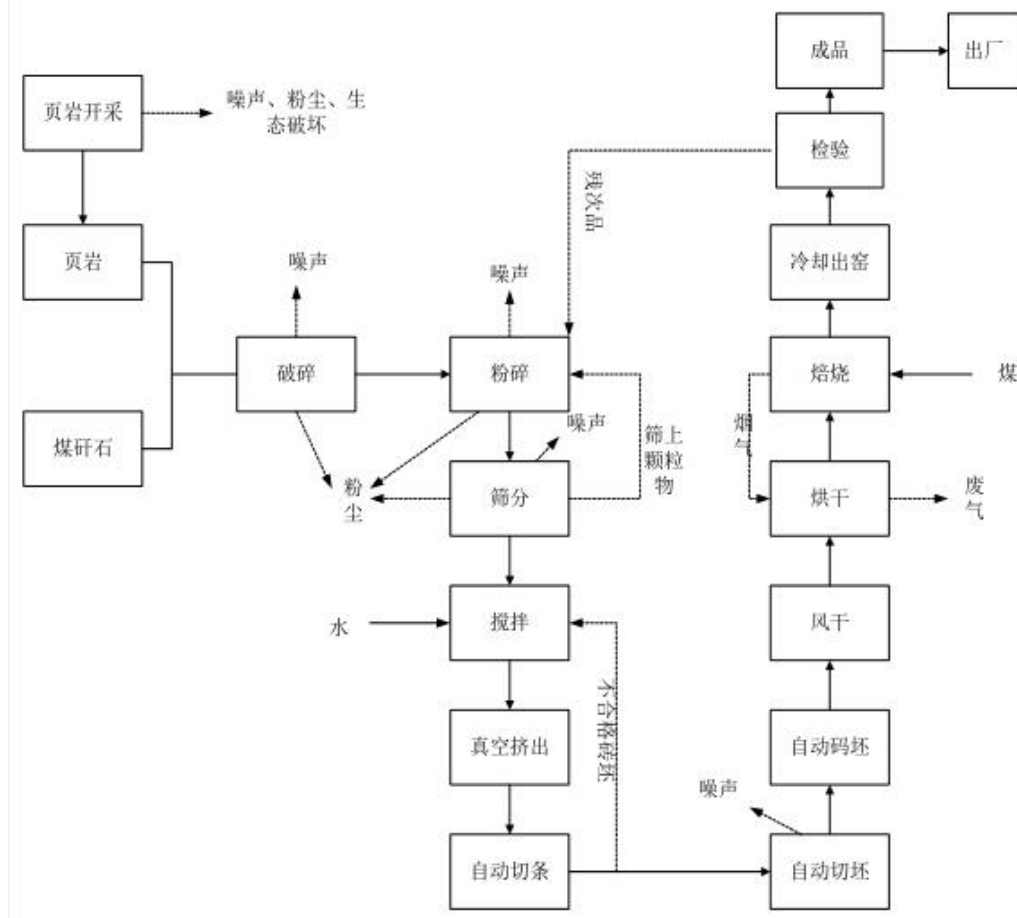 成品
出厂
页岩开采
噪声、粉尘、生
态破坏
检验
残次品
页岩
噪声
噪声
冷却出窑
破碎
粉碎
焙烧
煤
煤矸石
噪声
筛上
颗粒
物
烟
气
粉
尘
筛分
烘干
废
气
水
搅拌
风干
不合格砖坯
真空挤出
自动码坯
噪声
自动切条
自动切坯